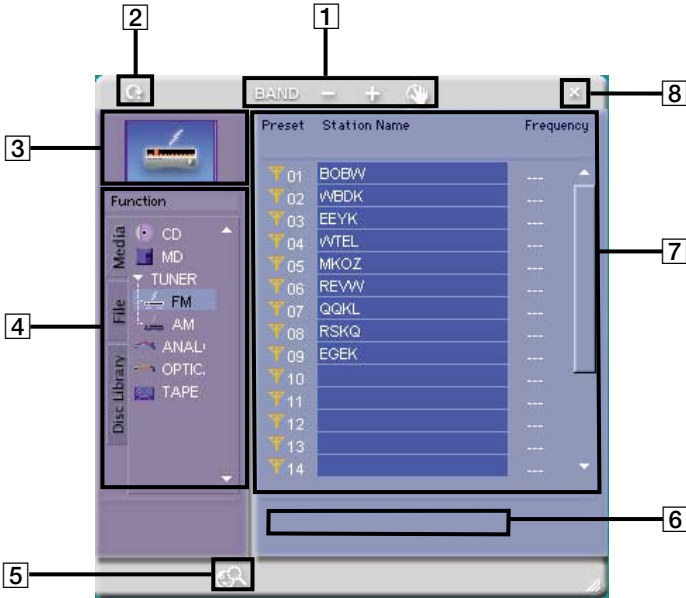 2 1
BAND − + 8
3
Preset Station Name Frequency
Function
Media
File
Disc Library
CD
MD
TUNER
FM
AM
ANAL
OPTIC.
TAPE
4
01 BOBW ---
02 WBDK ---
03 EEYK ---
04 WTEL ---
05 MKOZ ---
06 REVW ---
07 QQKL ---
08 RSKQ ---
09 EGEK ---
10 ---
11 ---
12 ---
13 ---
14 ---
7
6
5